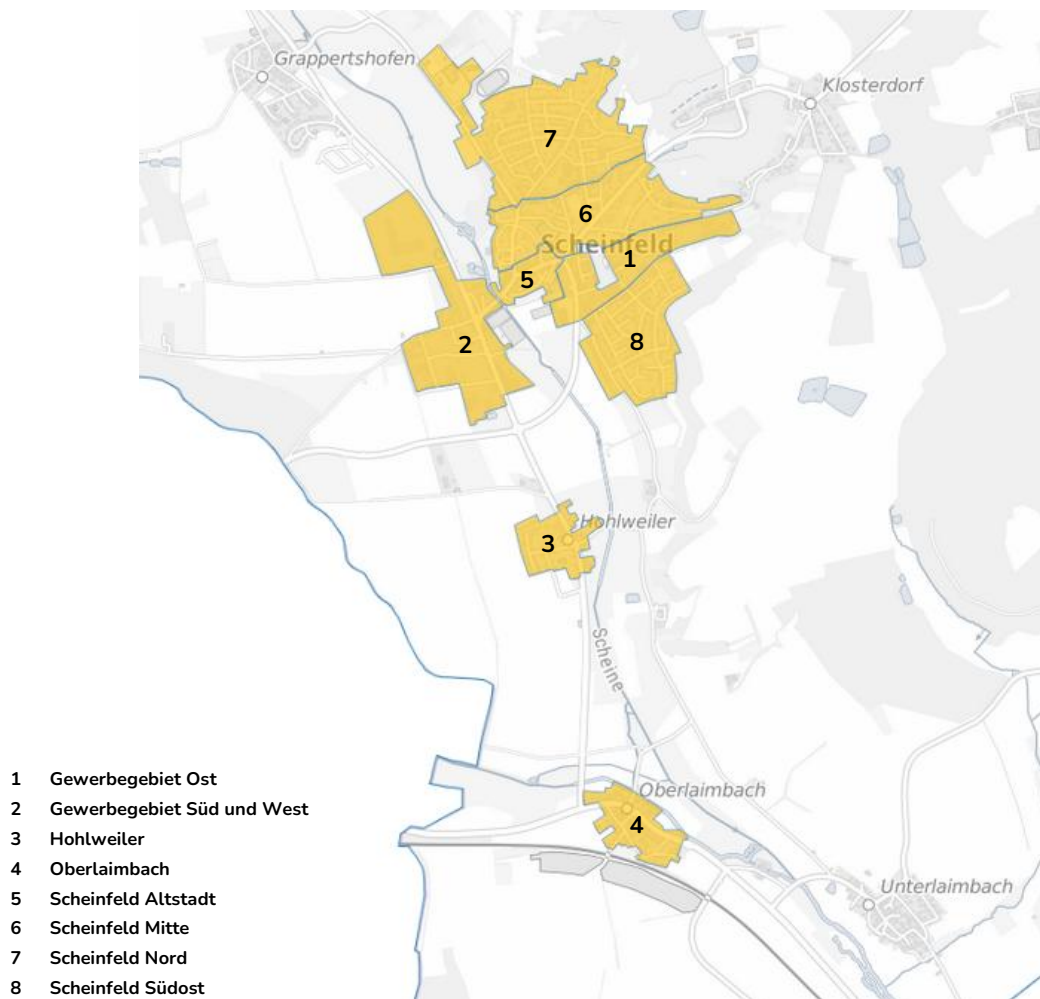 Grappertshofen
Klosterdorf
7
6
Scheinfeld
1
5
2
8
Hohlweiler
3
Scheine
Oberlaimbach
4
Unterlaimbach
1 Gewerbegebiet Ost
2 Gewerbegebiet Süd und West
3 Hohlweiler
4 Oberlaimbach
5 Scheinfeld Altstadt
6 Scheinfeld Mitte
7 Scheinfeld Nord
8 Scheinfeld Südost